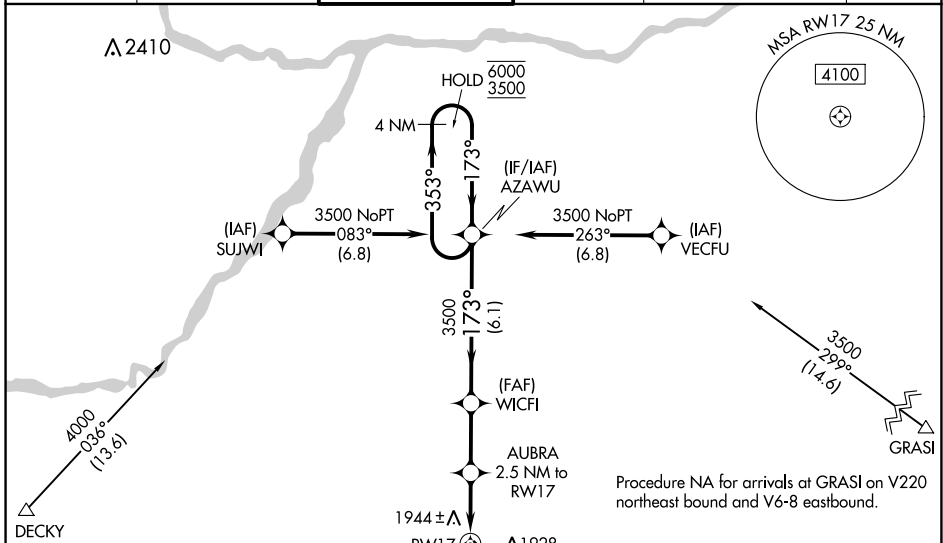 2410
MSA RW17 25 NM
4100
HOLD 6000
3500
4 NM
353°
173°
(IF/IAF)
AZAWU
(IAF)
SUJWI
3500 NoPT
083°
(6.8)
3500 NoPT
263°
(6.8)
(IAF)
VECFU
3500
173°
(6.1)
(FAF)
WICFI
3500
299°
(14.6)
GRASI
4000
036°
(13.6)
DECKY
AUBRA
2.5 NM to
RW17
Procedure NA for arrivals at GRASI on V220
northeast bound and V6-8 eastbound.
1944 ±
RW17
1928